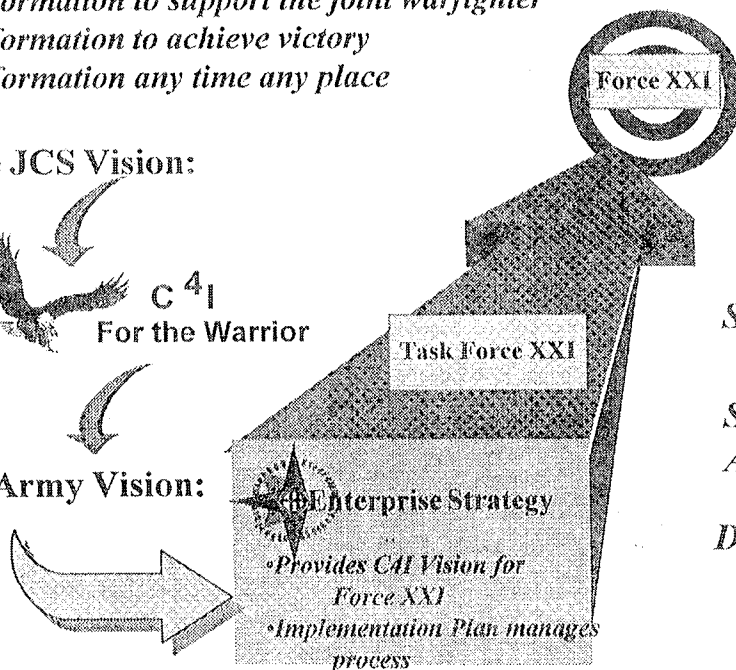 ormation to support the joint warfighter
formation to achieve victory
formation any time any place
Force XXI
JCS Vision:
C 4 I
For the Warrior
Task Force XXI
S
S
A
D
Army Vision:
Enterprise Strategy
•Provides C4I Vision for
Force XXI
•Implementation Plan manages
process